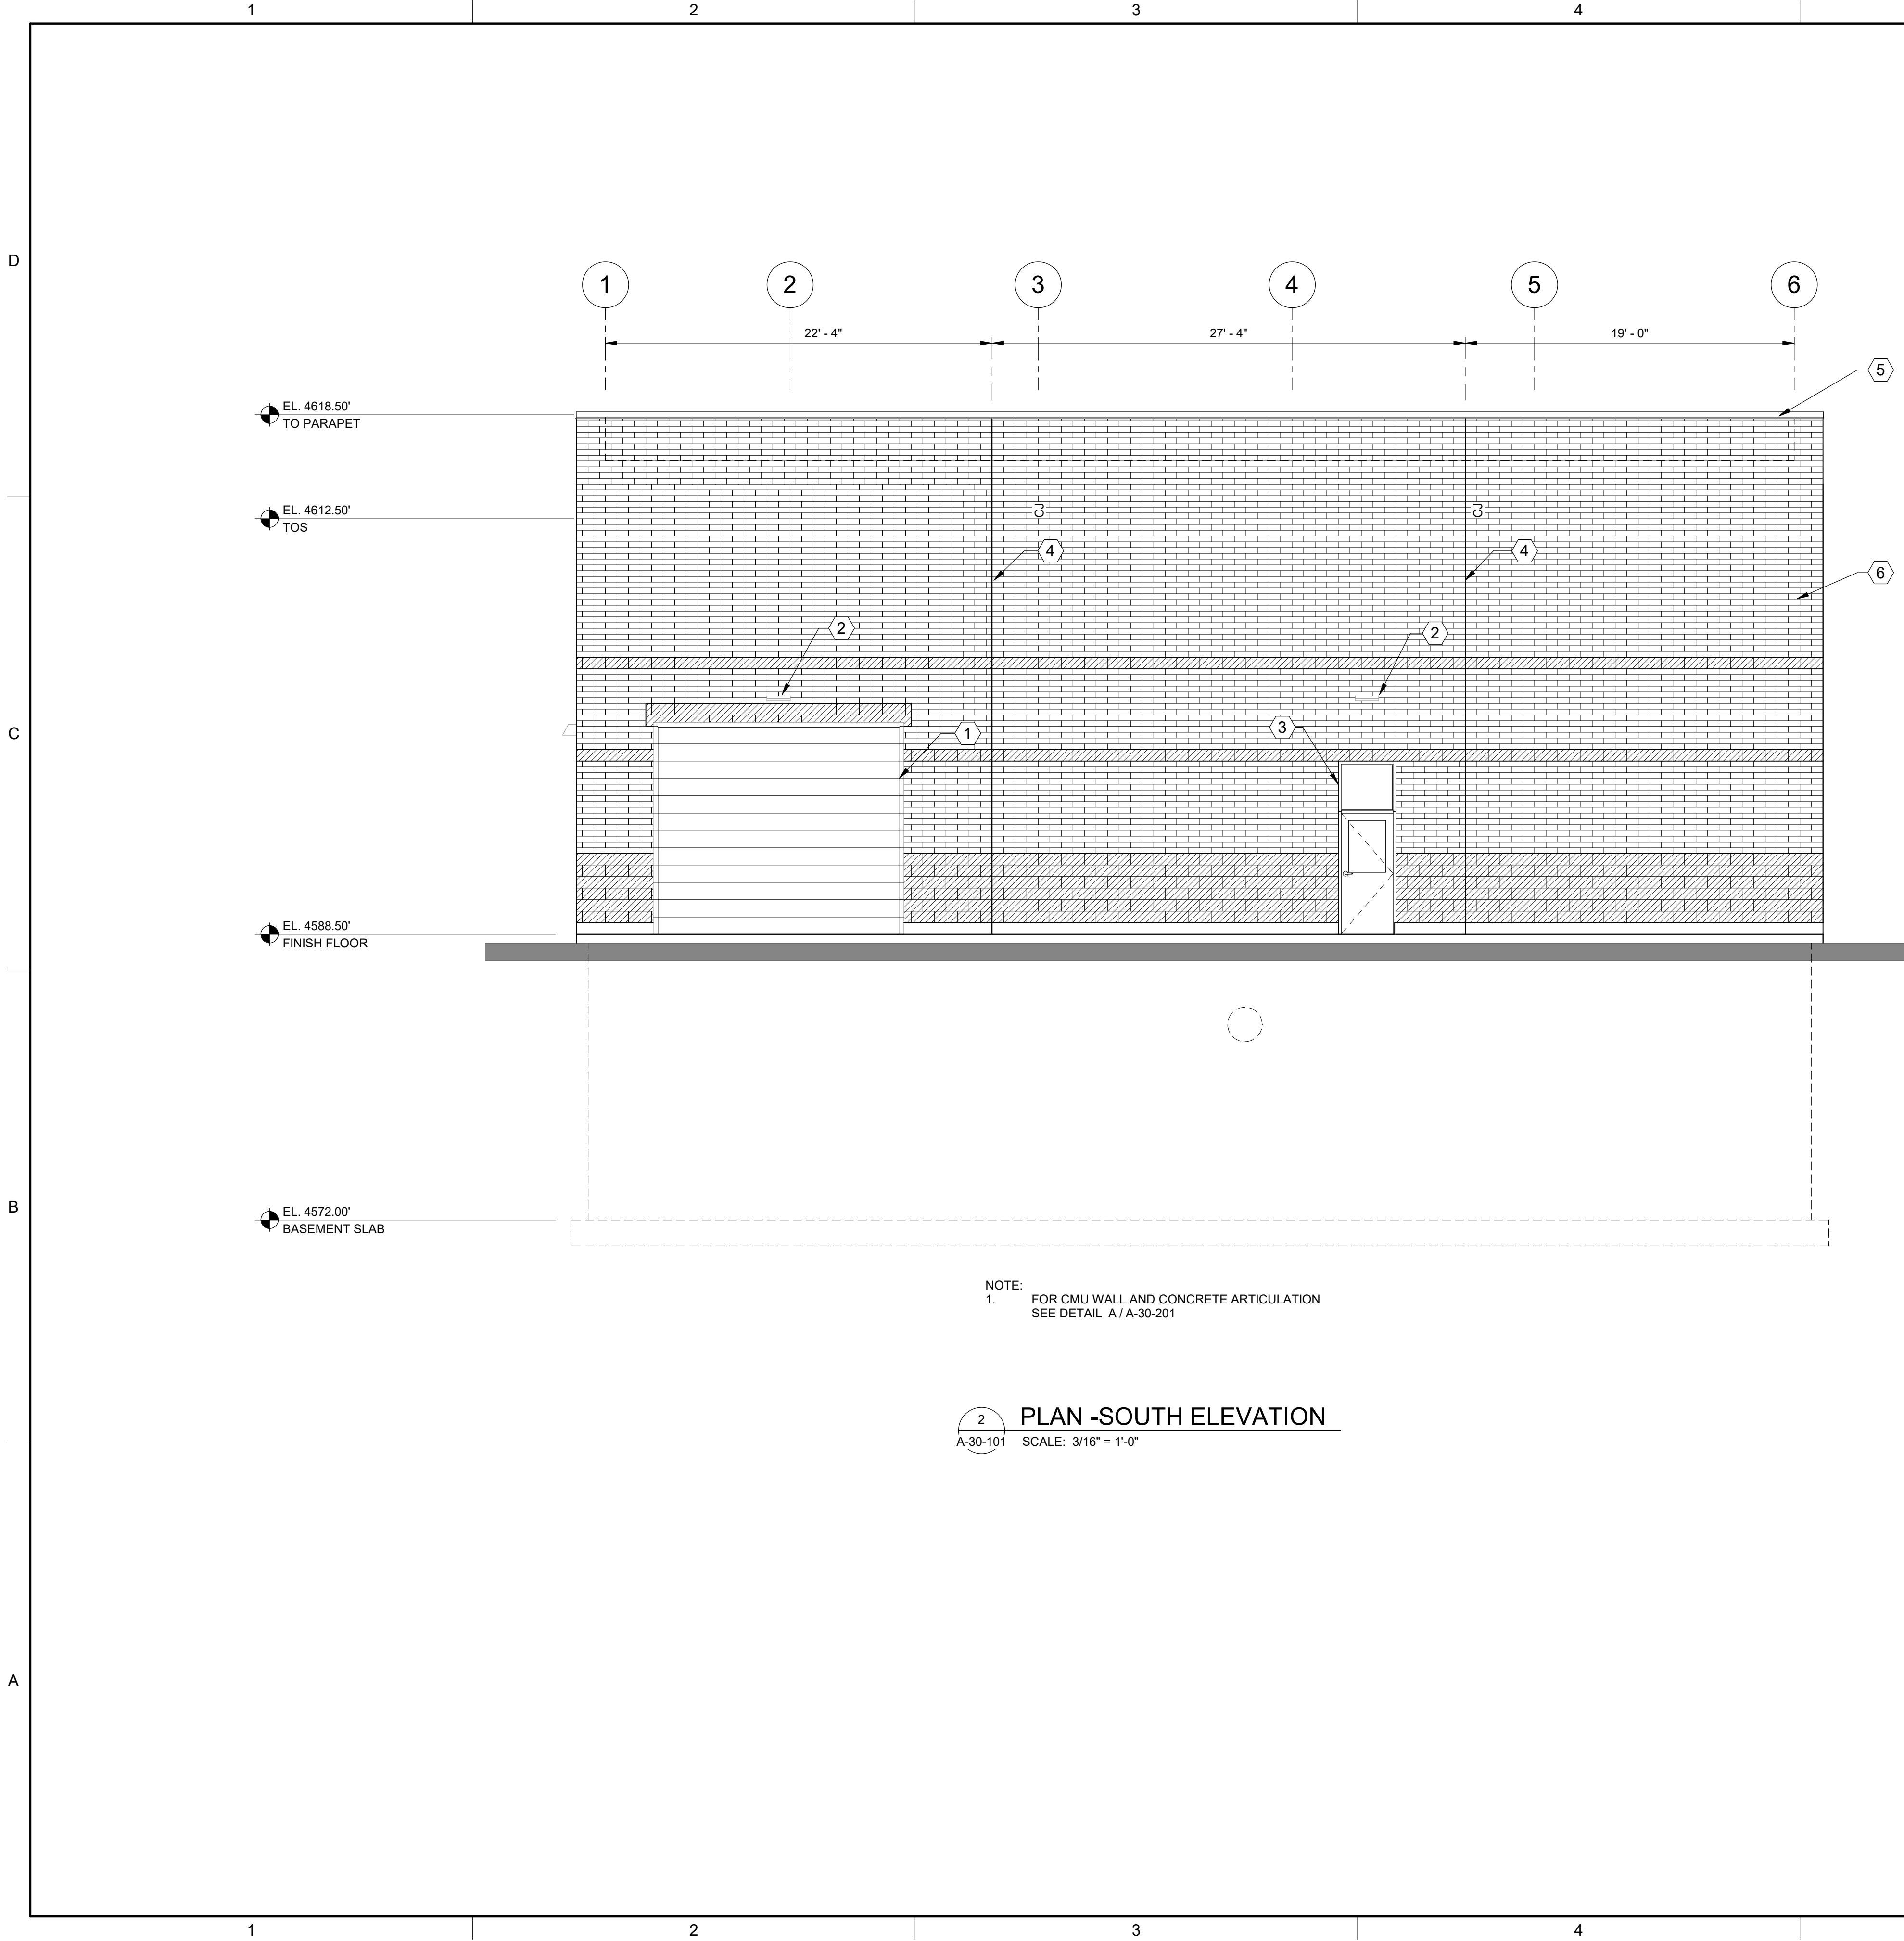 1 2 3 4
D
1 2 3 4 5 6
22' - 4" 27' - 4" 19' - 0"
5
EL. 4618.50'
TO PARAPET
EL. 4612.50'
TOS
CJ CJ
4 4
6
2 2
C
1 3
EL. 4588.50'
FINISH FLOOR
B
EL. 4572.00'
BASEMENT SLAB
NOTE:
1. FOR CMU WALL AND CONCRETE ARTICULATION
SEE DETAIL A / A-30-201
2 PLAN -SOUTH ELEVATION
A-30-101 SCALE: 3/16" = 1'-0"
A
1 2 3 4